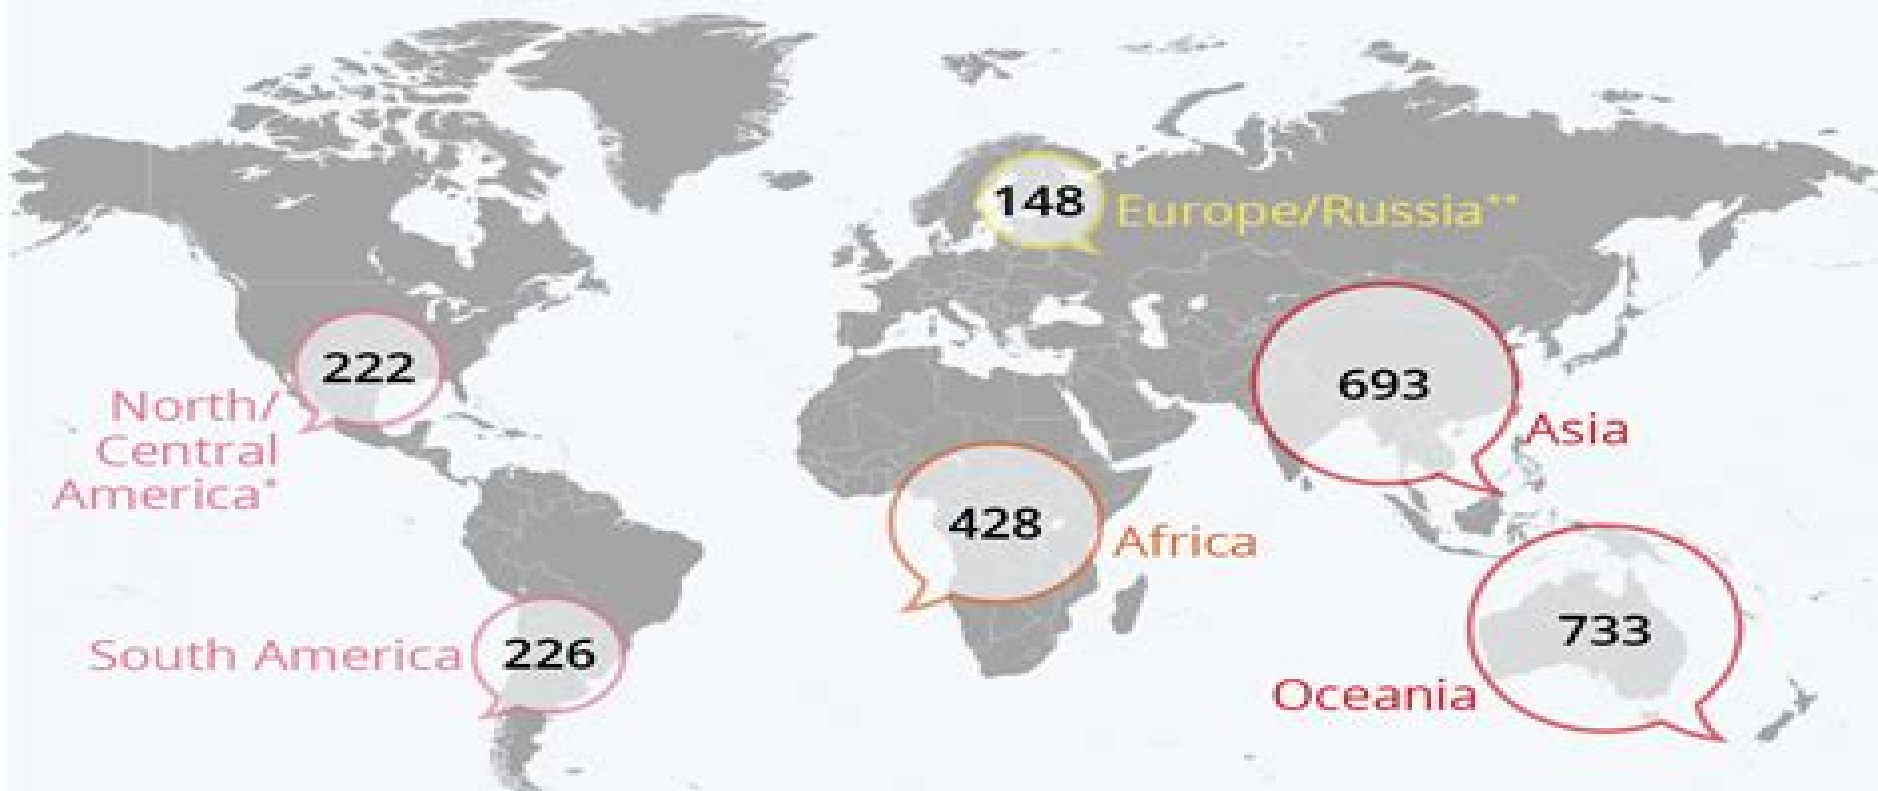 148
Europe/Russia**
222
North/
Central
America*
693
Asia
428
Africa
South America
226
733
Oceania